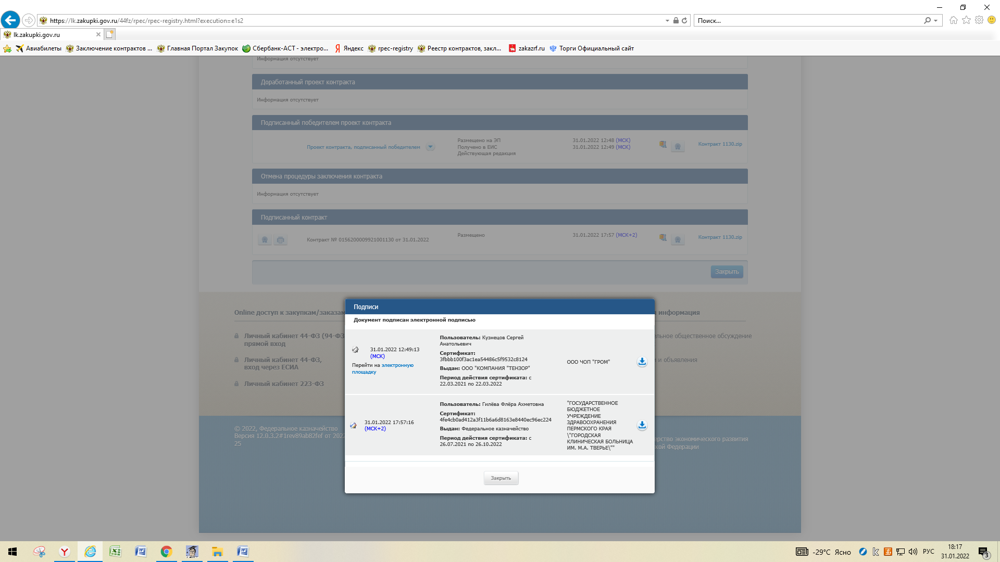 https://lk.zakupki.gov.ru/44fz/rpec/rpec-registry.html?execution=e1s2
Поиск...
lk.zakupki.gov.ru
Авиабилеты
Заключение контрактов ...
Главная Портал Закупок
Сбербанк-АСТ - электро...
Яндекс
rpec-registry
Реестр контрактов, закл...
zakazrf.ru
Торги Официальный сайт
Информация отсутствует
Доработанный проект контракта
Информация отсутствует
Подписанный победителем проект контракта
Проект контракта, подписанный победителем
Размещено на ЭП
Получено в ЕИС
Действующая редакция
31.01.2022 12:48 (МСК)
31.01.2022 12:49 (МСК)
Контракт 1130.zip
Отмена процедуры заключения контракта
Информация отсутствует
Подписанный контракт
Контракт № 0156200009921001130 от 31.01.2022
Размещено
31.01.2022 17:57 (МСК+2)
Контракт 1130.zip
Закрыть
Online доступ к закупкам/заказам
Личный кабинет 44-ФЗ (94-ФЗ
прямой вход
Личный кабинет 44-ФЗ,
вход через ЕСИА
Личный кабинет 223-ФЗ
информация
льное общественное обсуждение
и и объявления
© 2022, Федеральное казначейство
Версия 12.0.3.2#1rev89ab82fef от 202
25
ерство экономического развития
кой Федерации
Подписи
Документ подписан электронной подписью
31.01.2022 12:49:13
(МСК)
Перейти на электронную
площадку
Пользователь: Кузнецов Сергей
Анатольевич
Сертификат:
3fbbb100f3ac1ea54486c5f9532c8124
Выдан: ООО "КОМПАНИЯ "ТЕНЗОР"
Период действия сертификата: с
22.03.2021 по 22.03.2022
ООО ЧОП "ГРОМ"
31.01.2022 17:57:16
(МСК+2)
Пользователь: Гилёва Флёра Ахметовна
Сертификат:
4fe4cb0ad412a3f11b6a6d8163e8440ec96ec224
Выдан: Федеральное казначейство
Период действия сертификата: с
26.07.2021 по 26.10.2022
"ГОСУДАРСТВЕННОЕ
БЮДЖЕТНОЕ
УЧРЕЖДЕНИЕ
ЗДРАВООХРАНЕНИЯ
ПЕРМСКОГО КРАЯ
\"ГОРОДСКАЯ
КЛИНИЧЕСКАЯ БОЛЬНИЦА
ИМ. М.А. ТВЕРЬЕ\""
Закрыть
-29°C Ясно
РУС
18:17
31.01.2022
3